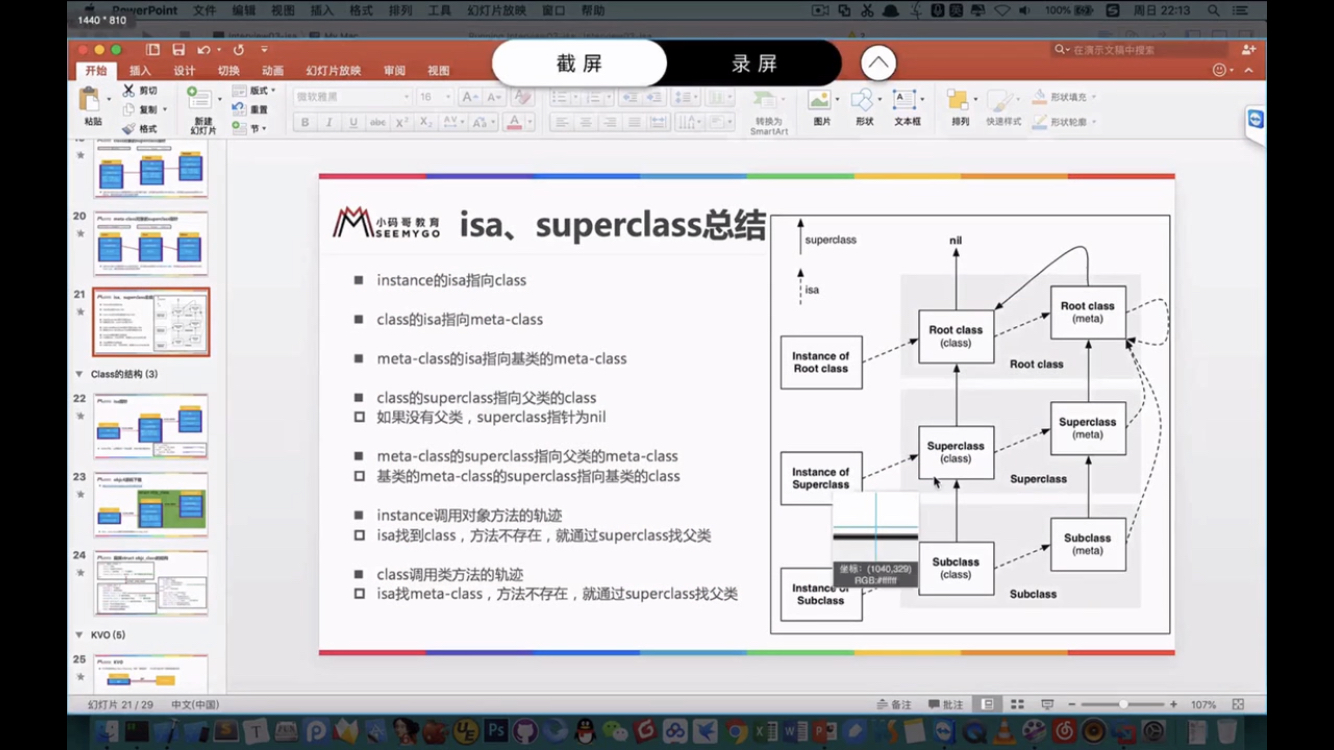 PowerPoint 文件 编辑 视图 插入 格式 排列 工具 幻灯片放映 窗口 帮助
100%
周日 22:13
1440 * 810
截屏 录屏
在演示文稿中搜索
开始 插入 设计 切换 动画 幻灯片放映 审阅 视图
粘贴
剪切
复制
格式
新建
幻灯片
版式
重置
节
微软雅黑 16
B I U abc X² X₂
转换为
SmartArt
图片
形状
文本框
排列
快速样式
形状填充
形状轮廓
20
21
Class的结构 (3)
22
23
24
KVO (5)
25
小码哥教育
SEEMYGO
isa、superclass总结
instance的isa指向class
class的isa指向meta-class
meta-class的isa指向基类的meta-class
class的superclass指向父类的class
如果没有父类，superclass指针为nil
meta-class的superclass指向父类的meta-class
基类的meta-class的superclass指向基类的class
instance调用对象方法的轨迹
isa找到class，方法不存在，就通过superclass找父类
class调用类方法的轨迹
isa找meta-class，方法不存在，就通过superclass找父类
superclass
isa
nil
Root class
(meta)
Root class
(class)
Instance of
Root class
Root class
Superclass
(meta)
Superclass
(class)
Instance of
Superclass
Superclass
Subclass
(meta)
Subclass
(class)
坐标: (1040,329)
RGB:#ffffff
Instance of
Subclass
Subclass
幻灯片 21 / 29 中文(中国)
备注 批注
107%